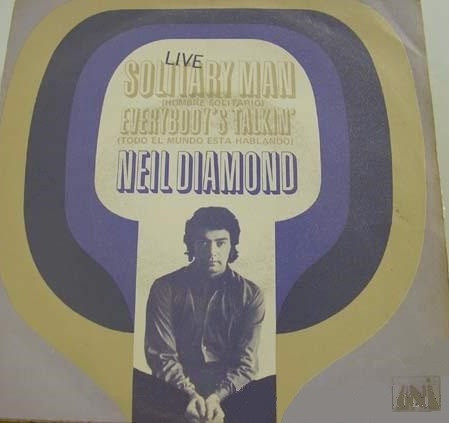 LIVE
SOLITARY MAN
(HOMBRE SOLITARIO)
EVERYBODY'S TALKIN'
(TODO EL MUNDO ESTA HABLANDO)
NEIL DIAMOND
UNI